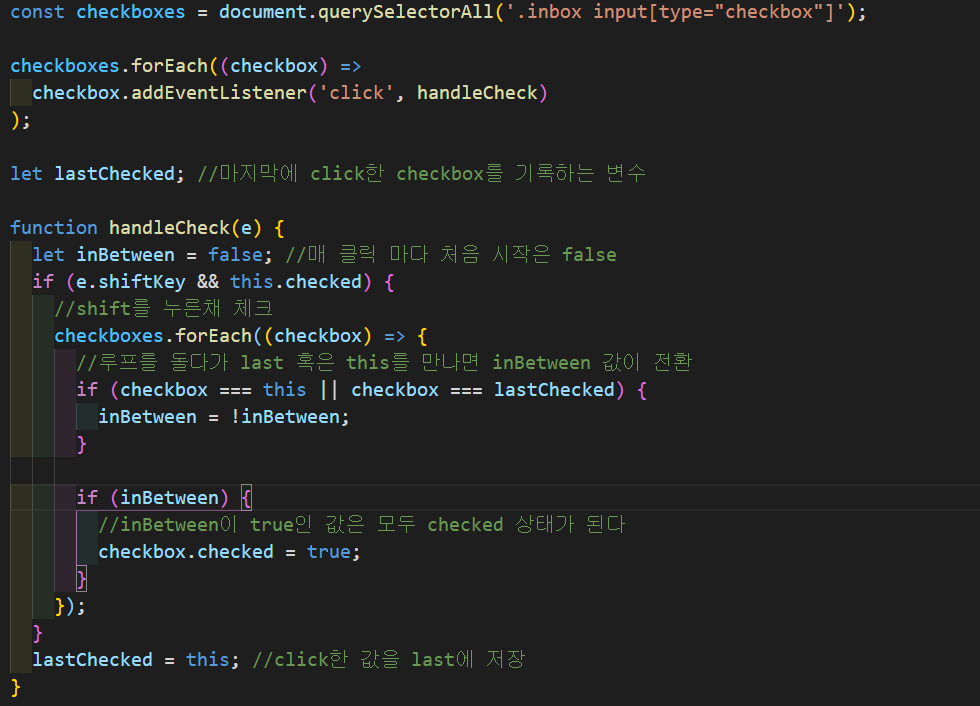 const checkboxes = document.querySelectorAll('.inbox input[type="checkbox"]');
checkboxes.forEach((checkbox) =>
checkbox.addEventListener('click', handleCheck)
);
let lastChecked; //마지막에 click한 checkbox를 기록하는 변수
function handleCheck(e) {
let inBetween = false; //매 클릭 마다 처음 시작은 false
if (e.shiftKey && this.checked) {
//shift를 누른채 체크
checkboxes.forEach((checkbox) => {
//루프를 돌다가 last 혹은 this를 만나면 inBetween 값이 전환
if (checkbox === this || checkbox === lastChecked) {
inBetween = !inBetween;
}
if (inBetween) {
//inBetween이 true인 값은 모두 checked 상태가 된다
checkbox.checked = true;
}
});
}
lastChecked = this; //click한 값을 last에 저장
}